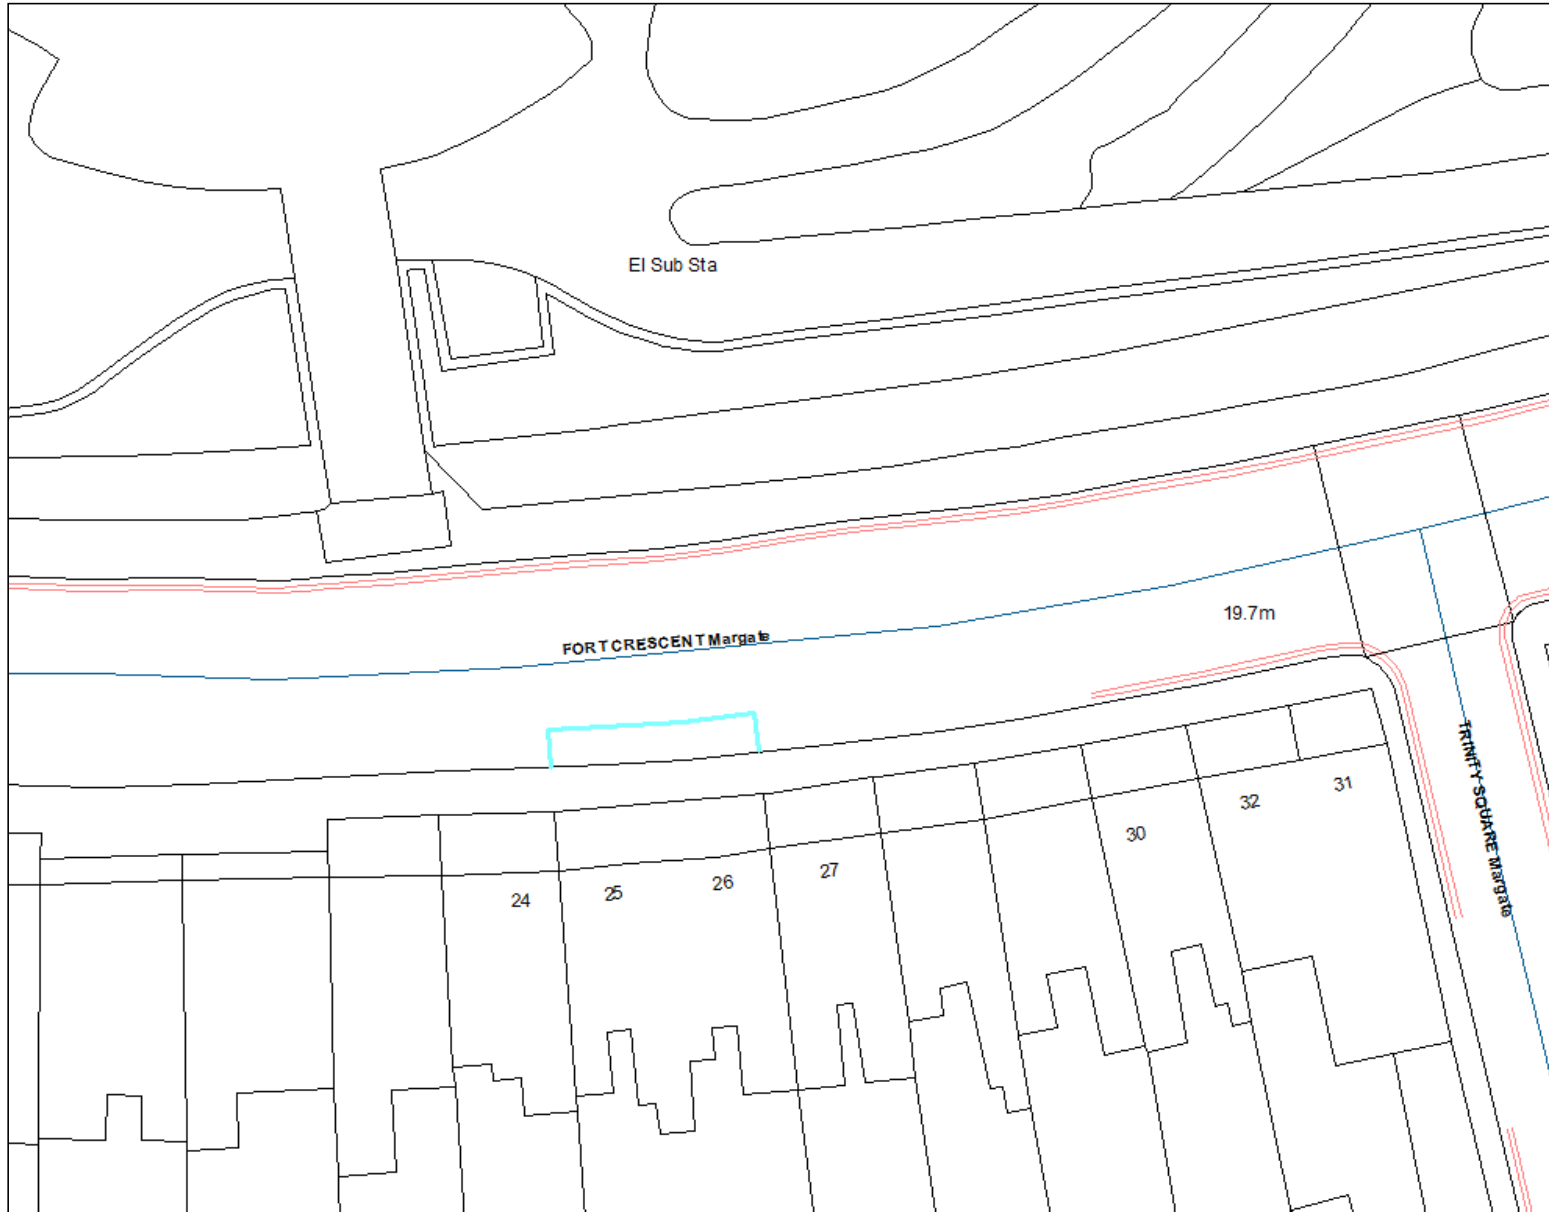 El Sub Sta
19.7m
FORT CRESCENT Margate
TRINITY SQUARE Margate
31
32
30
27
26
25
24